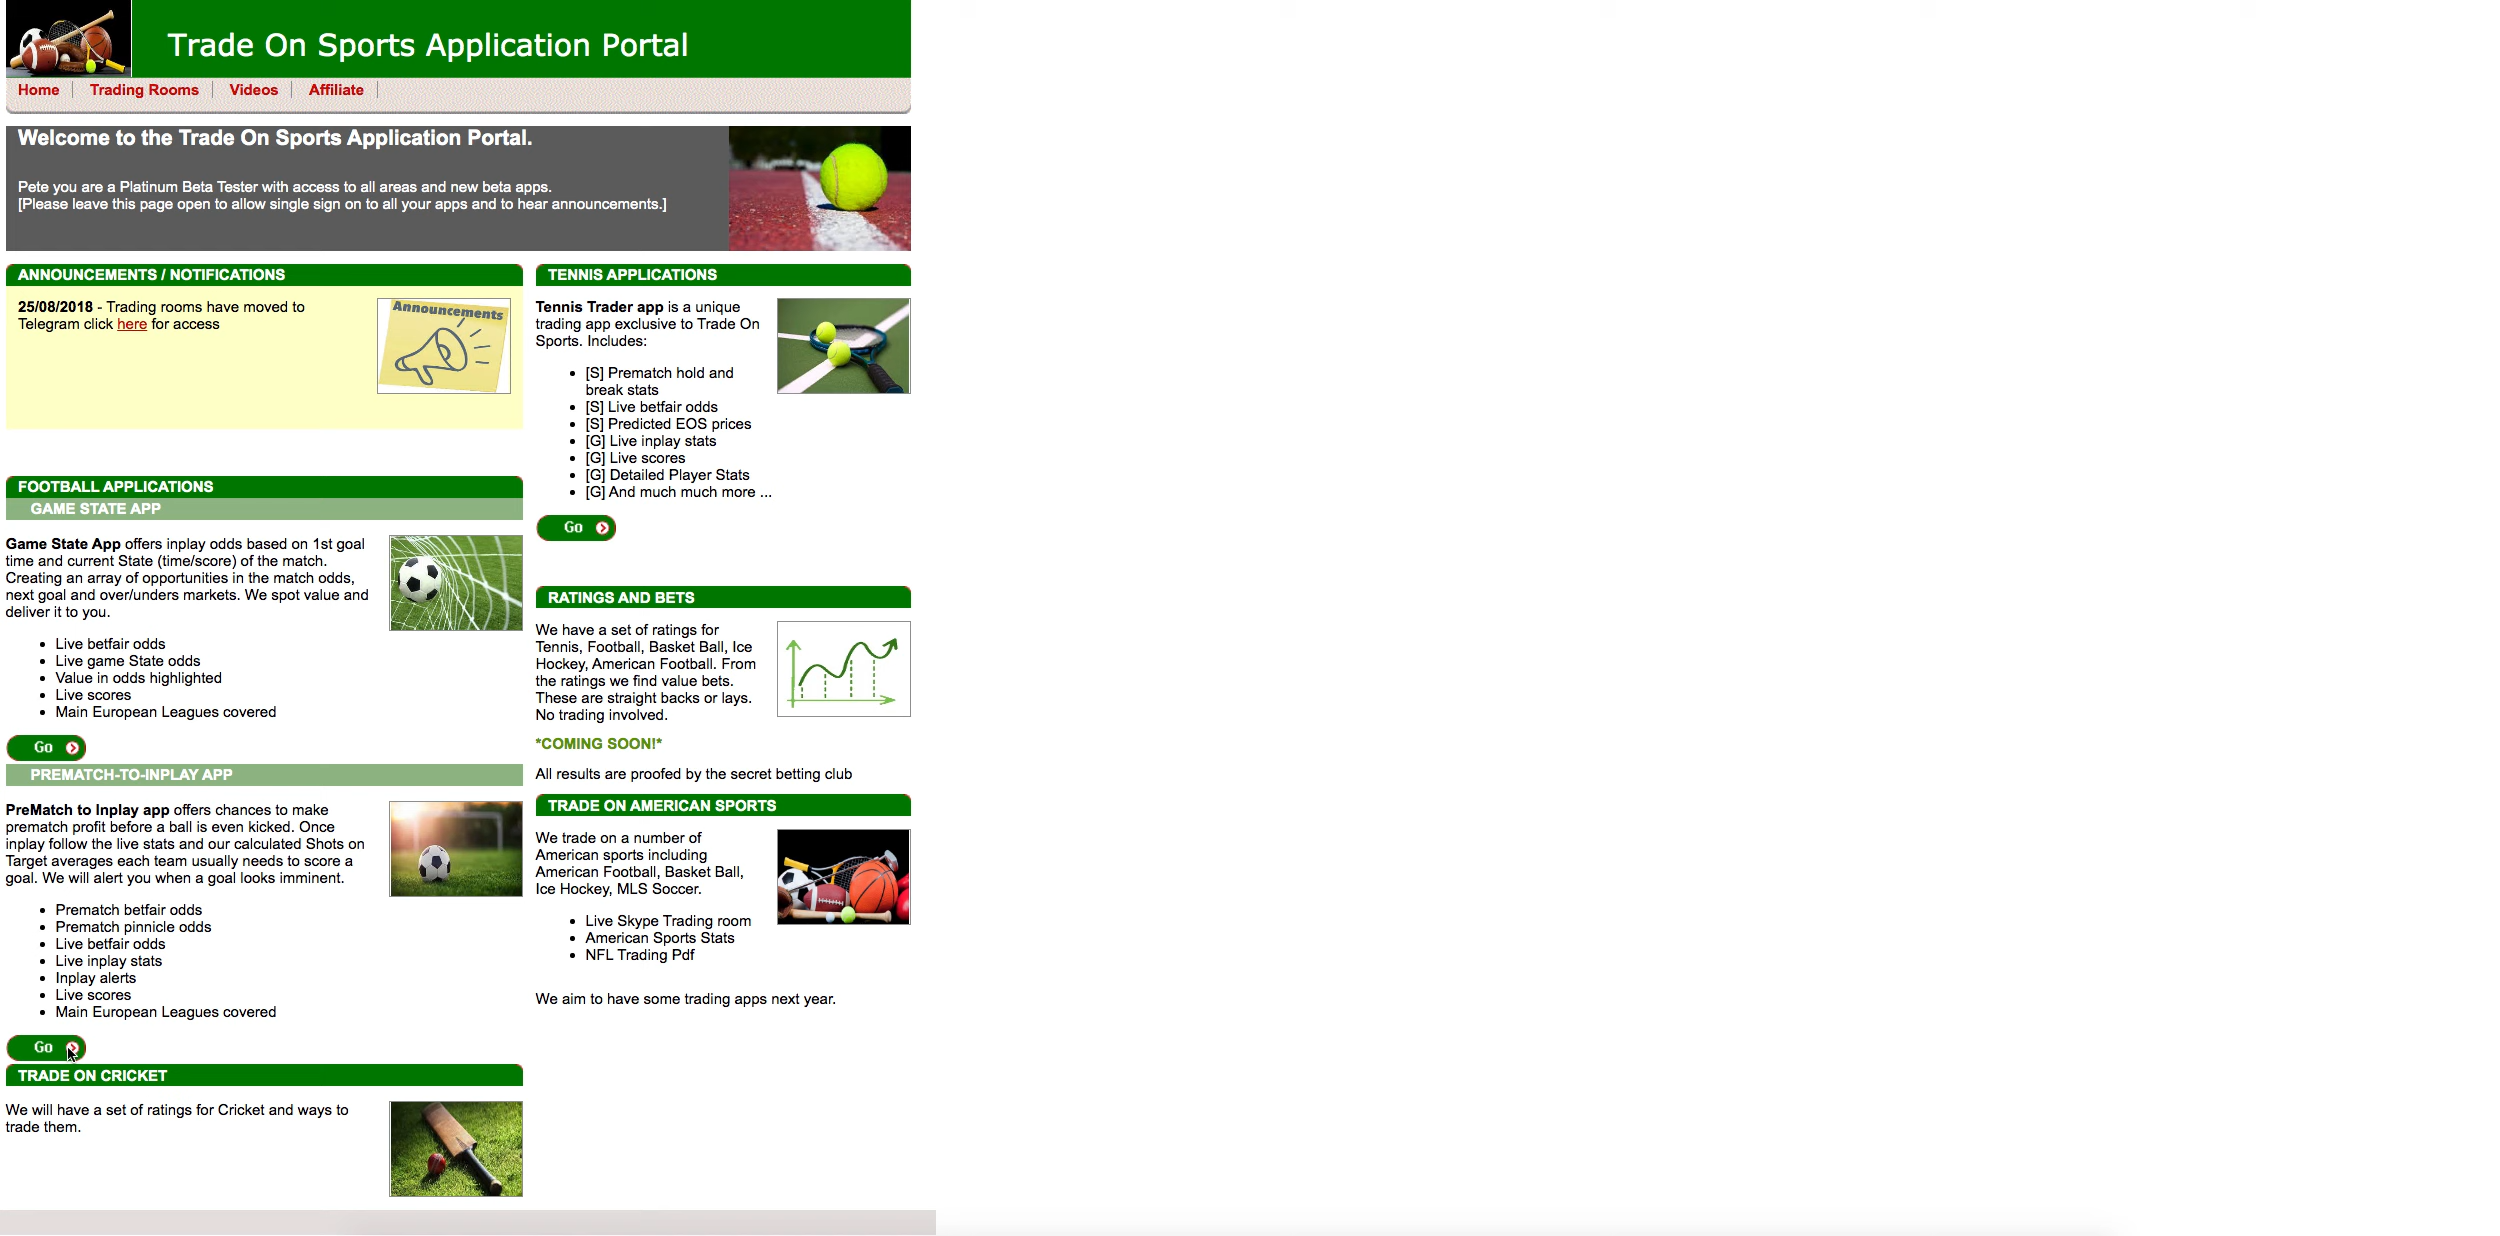 Trade On Sports Application Portal
Home
Trading Rooms
Videos
Affiliate
Welcome to the Trade On Sports Application Portal.
Pete you are a Platinum Beta Tester with access to all areas and new beta apps.
[Please leave this page open to allow single sign on to all your apps and to hear announcements.]
ANNOUNCEMENTS / NOTIFICATIONS
25/08/2018 - Trading rooms have moved to
Telegram click here for access
Announcements
FOOTBALL APPLICATIONS
GAME STATE APP
Game State App offers inplay odds based on 1st goal
time and current State (time/score) of the match.
Creating an array of opportunities in the match odds,
next goal and over/unders markets. We spot value and
deliver it to you.
Live betfair odds
Live game State odds
Value in odds highlighted
Live scores
Main European Leagues covered
Go
PREMATCH-TO-INPLAY APP
PreMatch to Inplay app offers chances to make
prematch profit before a ball is even kicked. Once
inplay follow the live stats and our calculated Shots on
Target averages each team usually needs to score a
goal. We will alert you when a goal looks imminent.
Prematch betfair odds
Prematch pinnicle odds
Live betfair odds
Live inplay stats
Inplay alerts
Live scores
Main European Leagues covered
Go
TRADE ON CRICKET
We will have a set of ratings for Cricket and ways to
trade them.
TENNIS APPLICATIONS
Tennis Trader app is a unique
trading app exclusive to Trade On
Sports. Includes:
[S] Prematch hold and
break stats
[S] Live betfair odds
[S] Predicted EOS prices
[G] Live inplay stats
[G] Live scores
[G] Detailed Player Stats
[G] And much much more ...
Go
RATINGS AND BETS
We have a set of ratings for
Tennis, Football, Basket Ball, Ice
Hockey, American Football. From
the ratings we find value bets.
These are straight backs or lays.
No trading involved.
*COMING SOON!*
All results are proofed by the secret betting club
TRADE ON AMERICAN SPORTS
We trade on a number of
American sports including
American Football, Basket Ball,
Ice Hockey, MLS Soccer.
Live Skype Trading room
American Sports Stats
NFL Trading Pdf
We aim to have some trading apps next year.